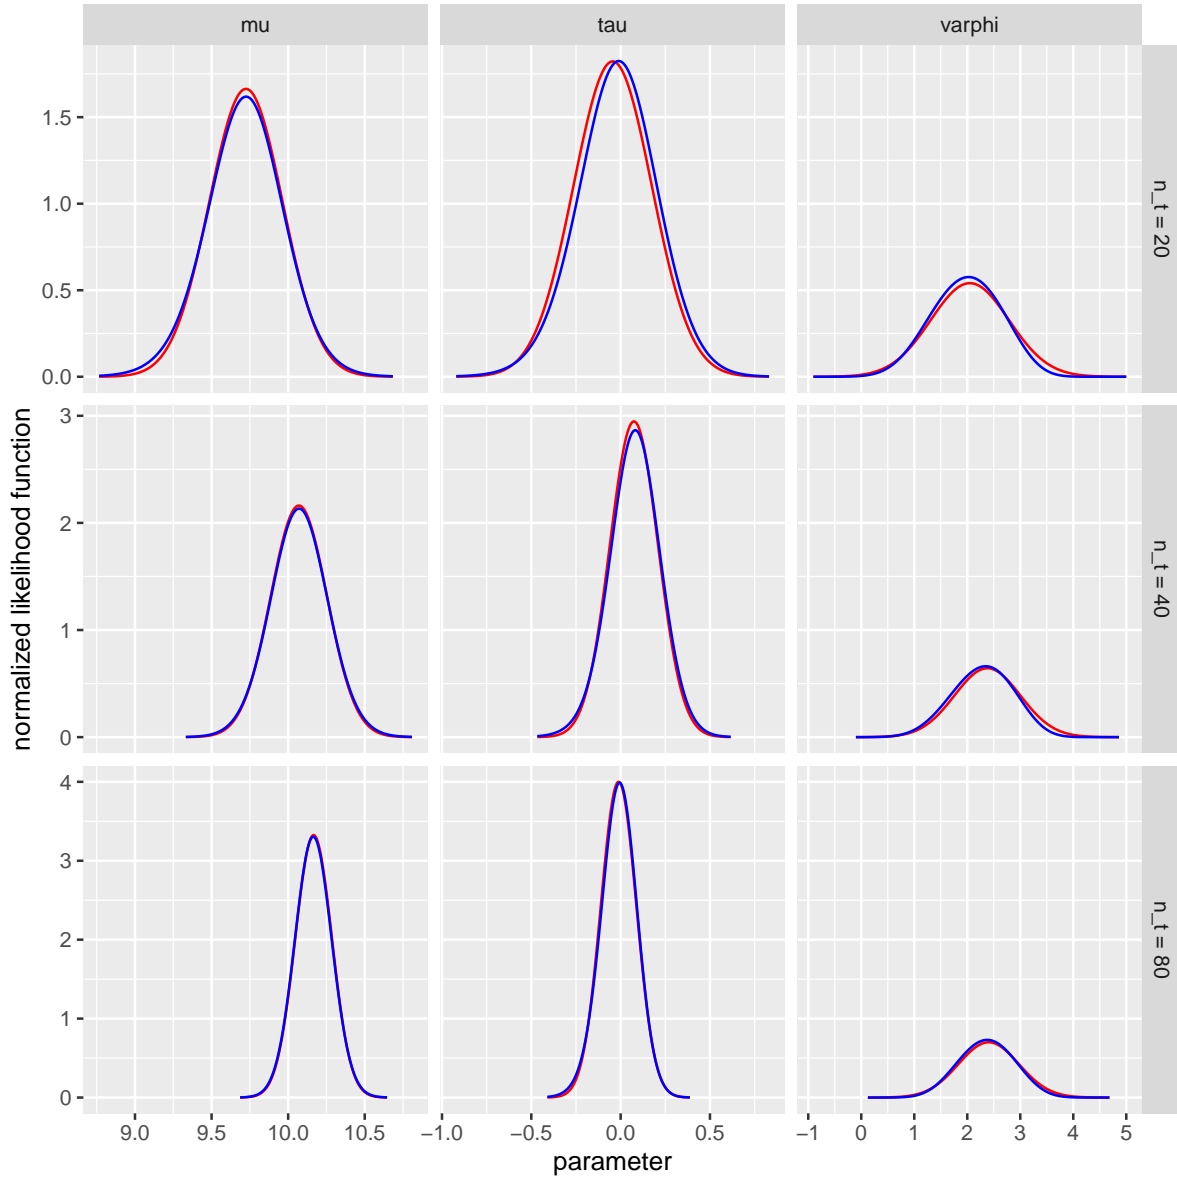 mu
tau
varphi
normalized likelihood function
1.5
1.0
0.5
0.0
n_t = 20
3
2
1
0
n_t = 40
4
3
2
1
0
n_t = 80
9.0 9.5 10.0 10.5
−1.0 −0.5 0.0 0.5
−1 0 1 2 3 4 5
parameter